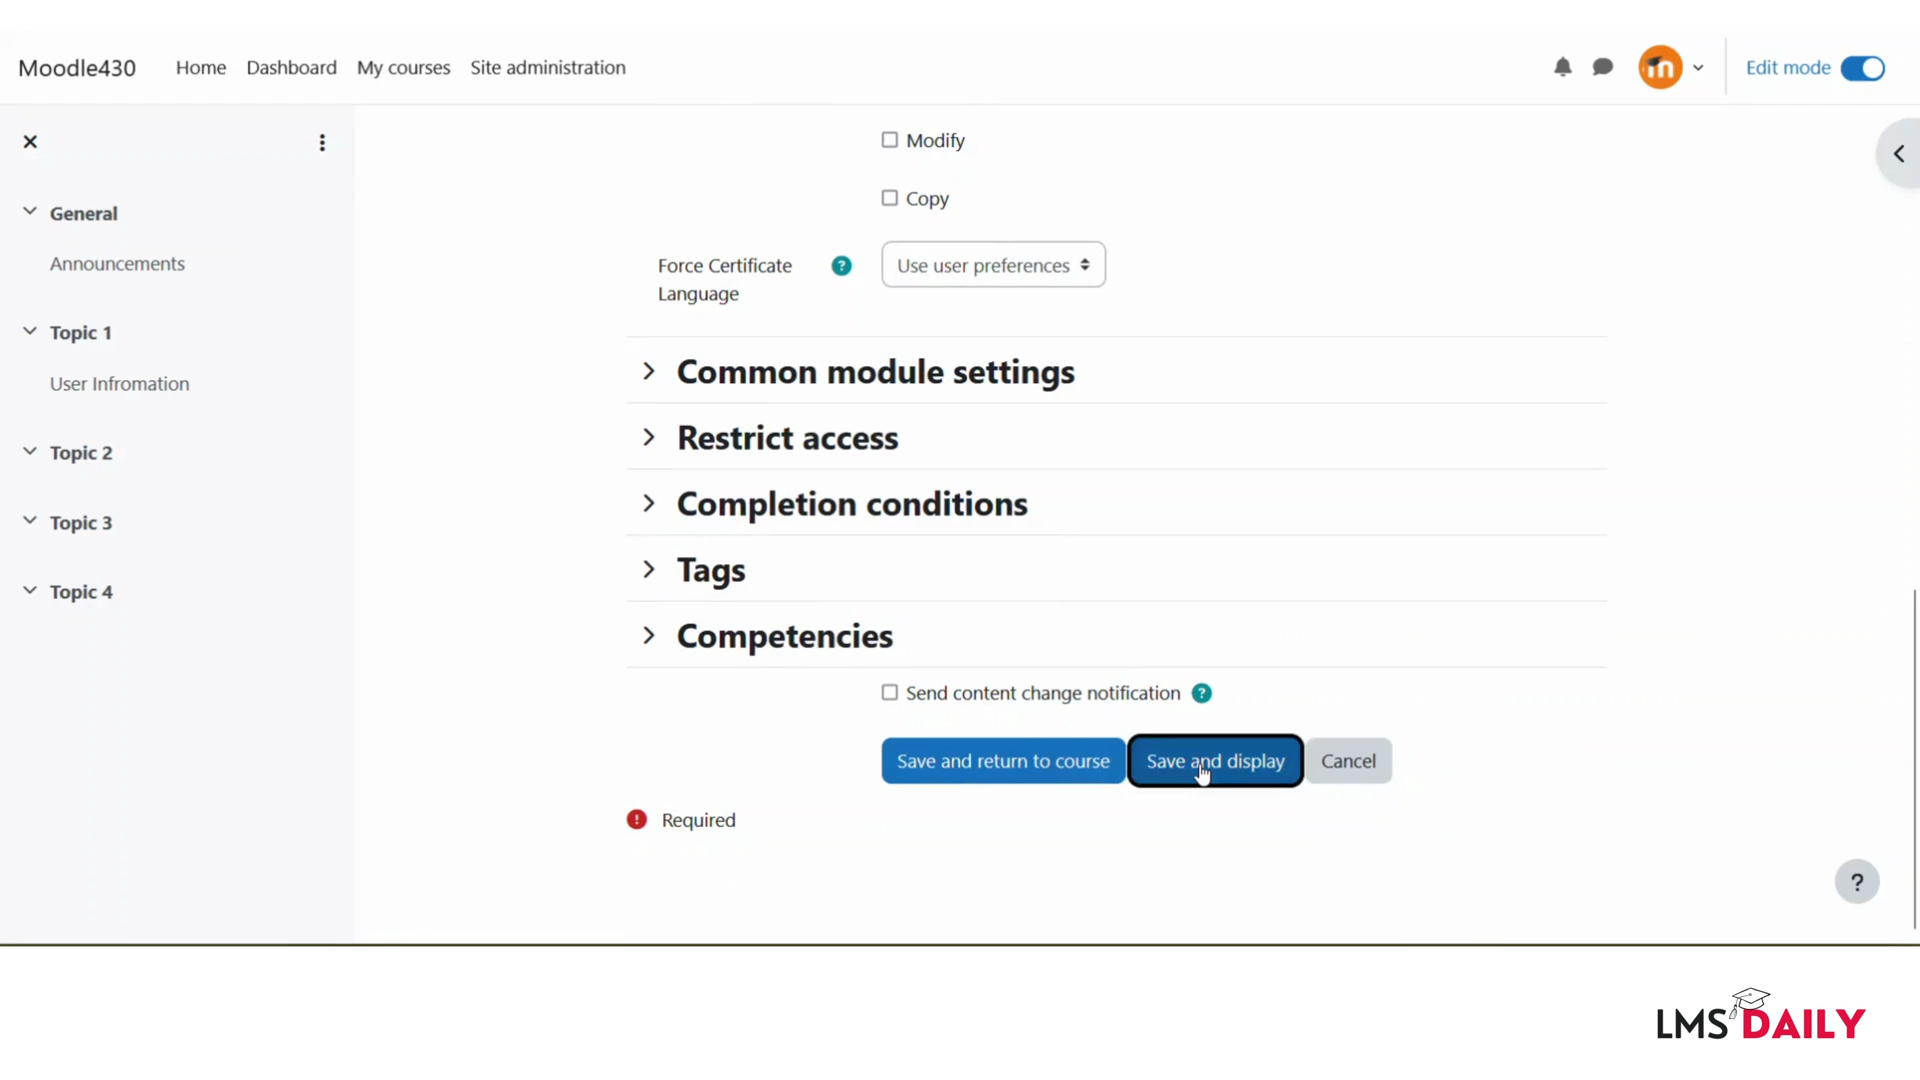 Moodle430
Home
Dashboard
My courses
Site administration
Edit mode
General
Announcements
Topic 1
User Infromation
Topic 2
Topic 3
Topic 4
Modify
Copy
Force Certificate
Language
?
Use user preferences
Common module settings
Restrict access
Completion conditions
Tags
Competencies
Send content change notification ?
Save and return to course
Save and display
Cancel
! Required
?
LMS DAILY